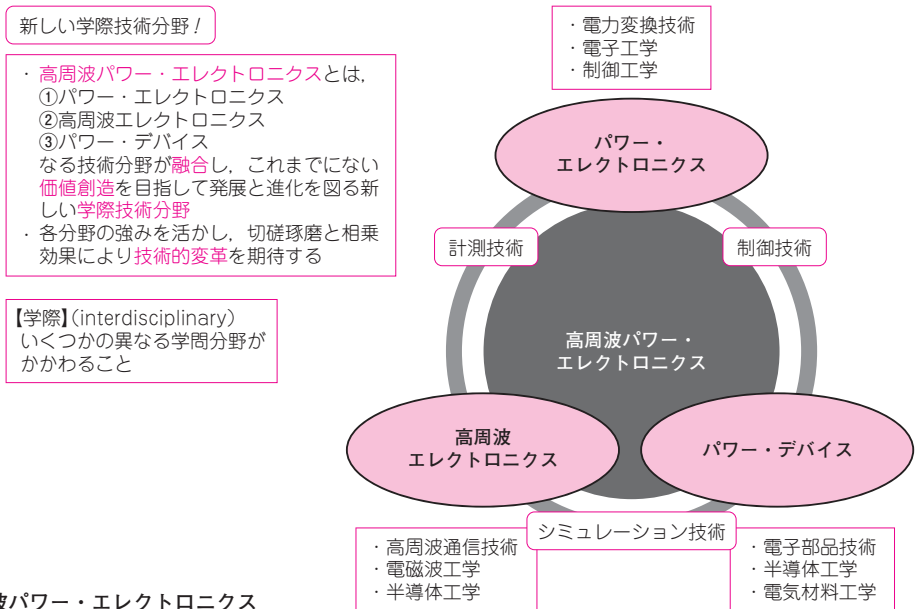 新しい学際技術分野!
・高周波パワー・エレクトロニクスとは,
①パワー・エレクトロニクス
②高周波エレクトロニクス
③パワー・デバイス
なる技術分野が融合し,これまでにない
価値創造を目指して発展と進化を図る新
しい学際技術分野
・各分野の強みを活かし,切磋琢磨と相乗
効果により技術的変革を期待する
【学際】(interdisciplinary)
いくつかの異なる学問分野が
かかわること
・電力変換技術
・電子工学
・制御工学
パワー・
エレクトロニクス
計測技術
制御技術
高周波パワー・
エレクトロニクス
高周波
エレクトロニクス
パワー・デバイス
シミュレーション技術
・高周波通信技術
・電磁波工学
・半導体工学
・電子部品技術
・半導体工学
・電気材料工学
波パワー・エレクトロニクス